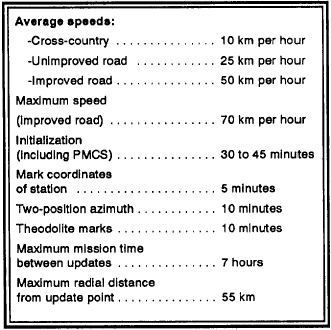 Average speeds:
-Cross-country . . . . . . . . . . . . . . 10 km per hour
-Unimproved road . . . . . . . . . . . . 25 km per hour
-Improved road . . . . . . . . . . . . . . 50 km per hour
Maximum speed
(improved road) . . . . . . . . . . . . . . . 70 km per hour
Initialization
(including PMCS) . . . . . . . . . . . . . . 30 to 45 minutes
Mark coordinates
of station . . . . . . . . . . . . . . . . . . . 5 minutes
Two-position azimuth . . . . . . . . . . . . 10 minutes
Theodolite marks . . . . . . . . . . . . . . 10 minutes
Maximum mission time
between updates . . . . . . . . . . . . . . 7 hours
Maximum radial distance
from update point . . . . . . . . . . . . . . 55 km